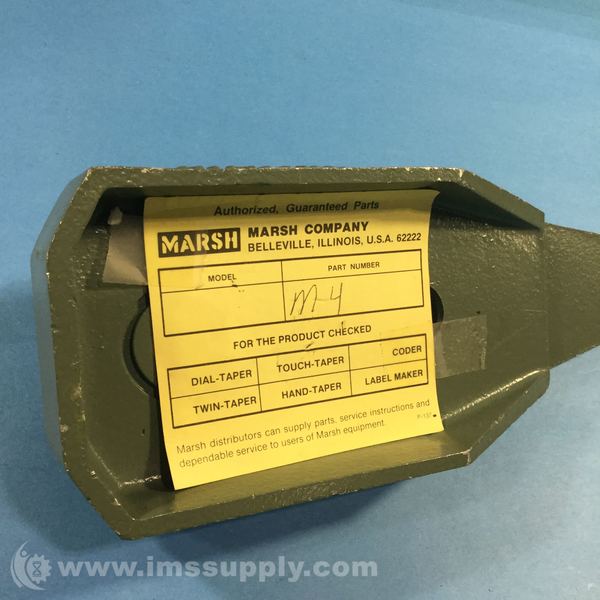 Authorized, Guaranteed Parts
MARSH
MARSH COMPANY
BELLEVILLE, ILLINOIS, U.S.A. 62222
MODEL
PART NUMBER
M-4
FOR THE PRODUCT CHECKED
DIAL-TAPER
TOUCH-TAPER
CODER
TWIN-TAPER
HAND-TAPER
LABEL MAKER
Marsh distributors can supply parts, service instructions and
dependable service to users of Marsh equipment.
www.imssupply.com